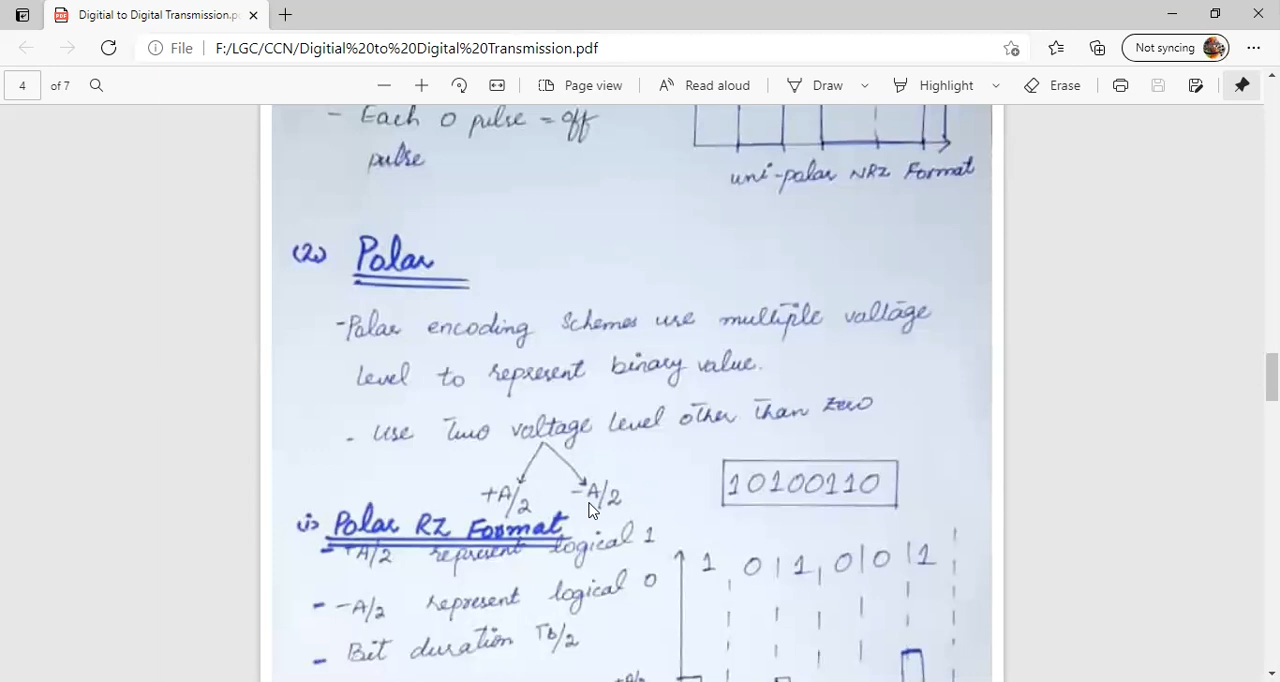 Digitial to Digital Transmission.p
File
F:/LGC/CCN/Digitial%20to%20Digital%20Transmission.pdf
Not syncing
4 of 7
Page view
Read aloud
Draw
Highlight
Erase
- Each 0 pulse = off
pulse
uni-polar NRZ Format
(2) Polar
- Polar encoding schemes use multiple voltage
level to represent binary value.
- Use Two voltage level other than zero
+A/2 -A/2
10100110
(i) Polar RZ Format
- +A/2 represent logical 1
1 0 1 0 0 1
- -A/2 represent logical 0
- Bit duration Tb/2
+A/2